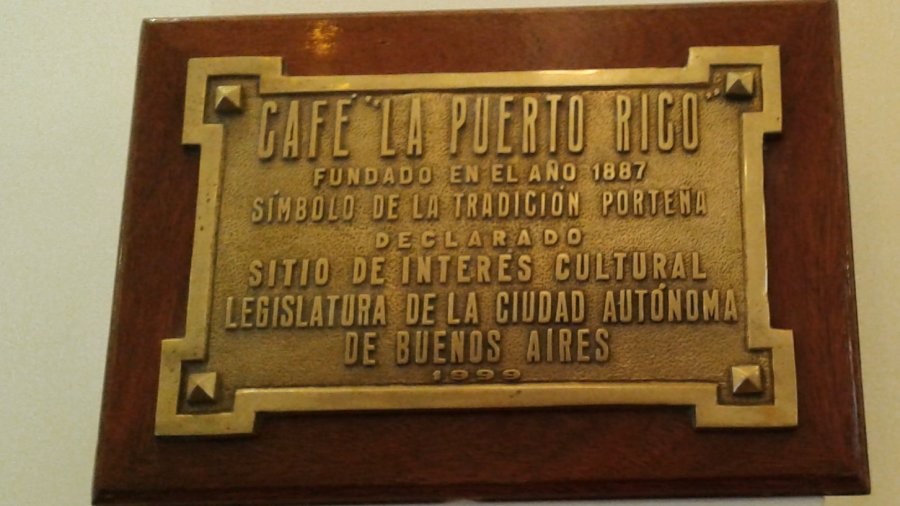 CAFÉ "LA PUERTO RICO"
FUNDADO EN EL AÑO 1887
SÍMBOLO DE LA TRADICIÓN PORTEÑA
DECLARADO
SITIO DE INTERÉS CULTURAL
LEGISLATURA DE LA CIUDAD AUTÓNOMA
DE BUENOS AIRES
1999